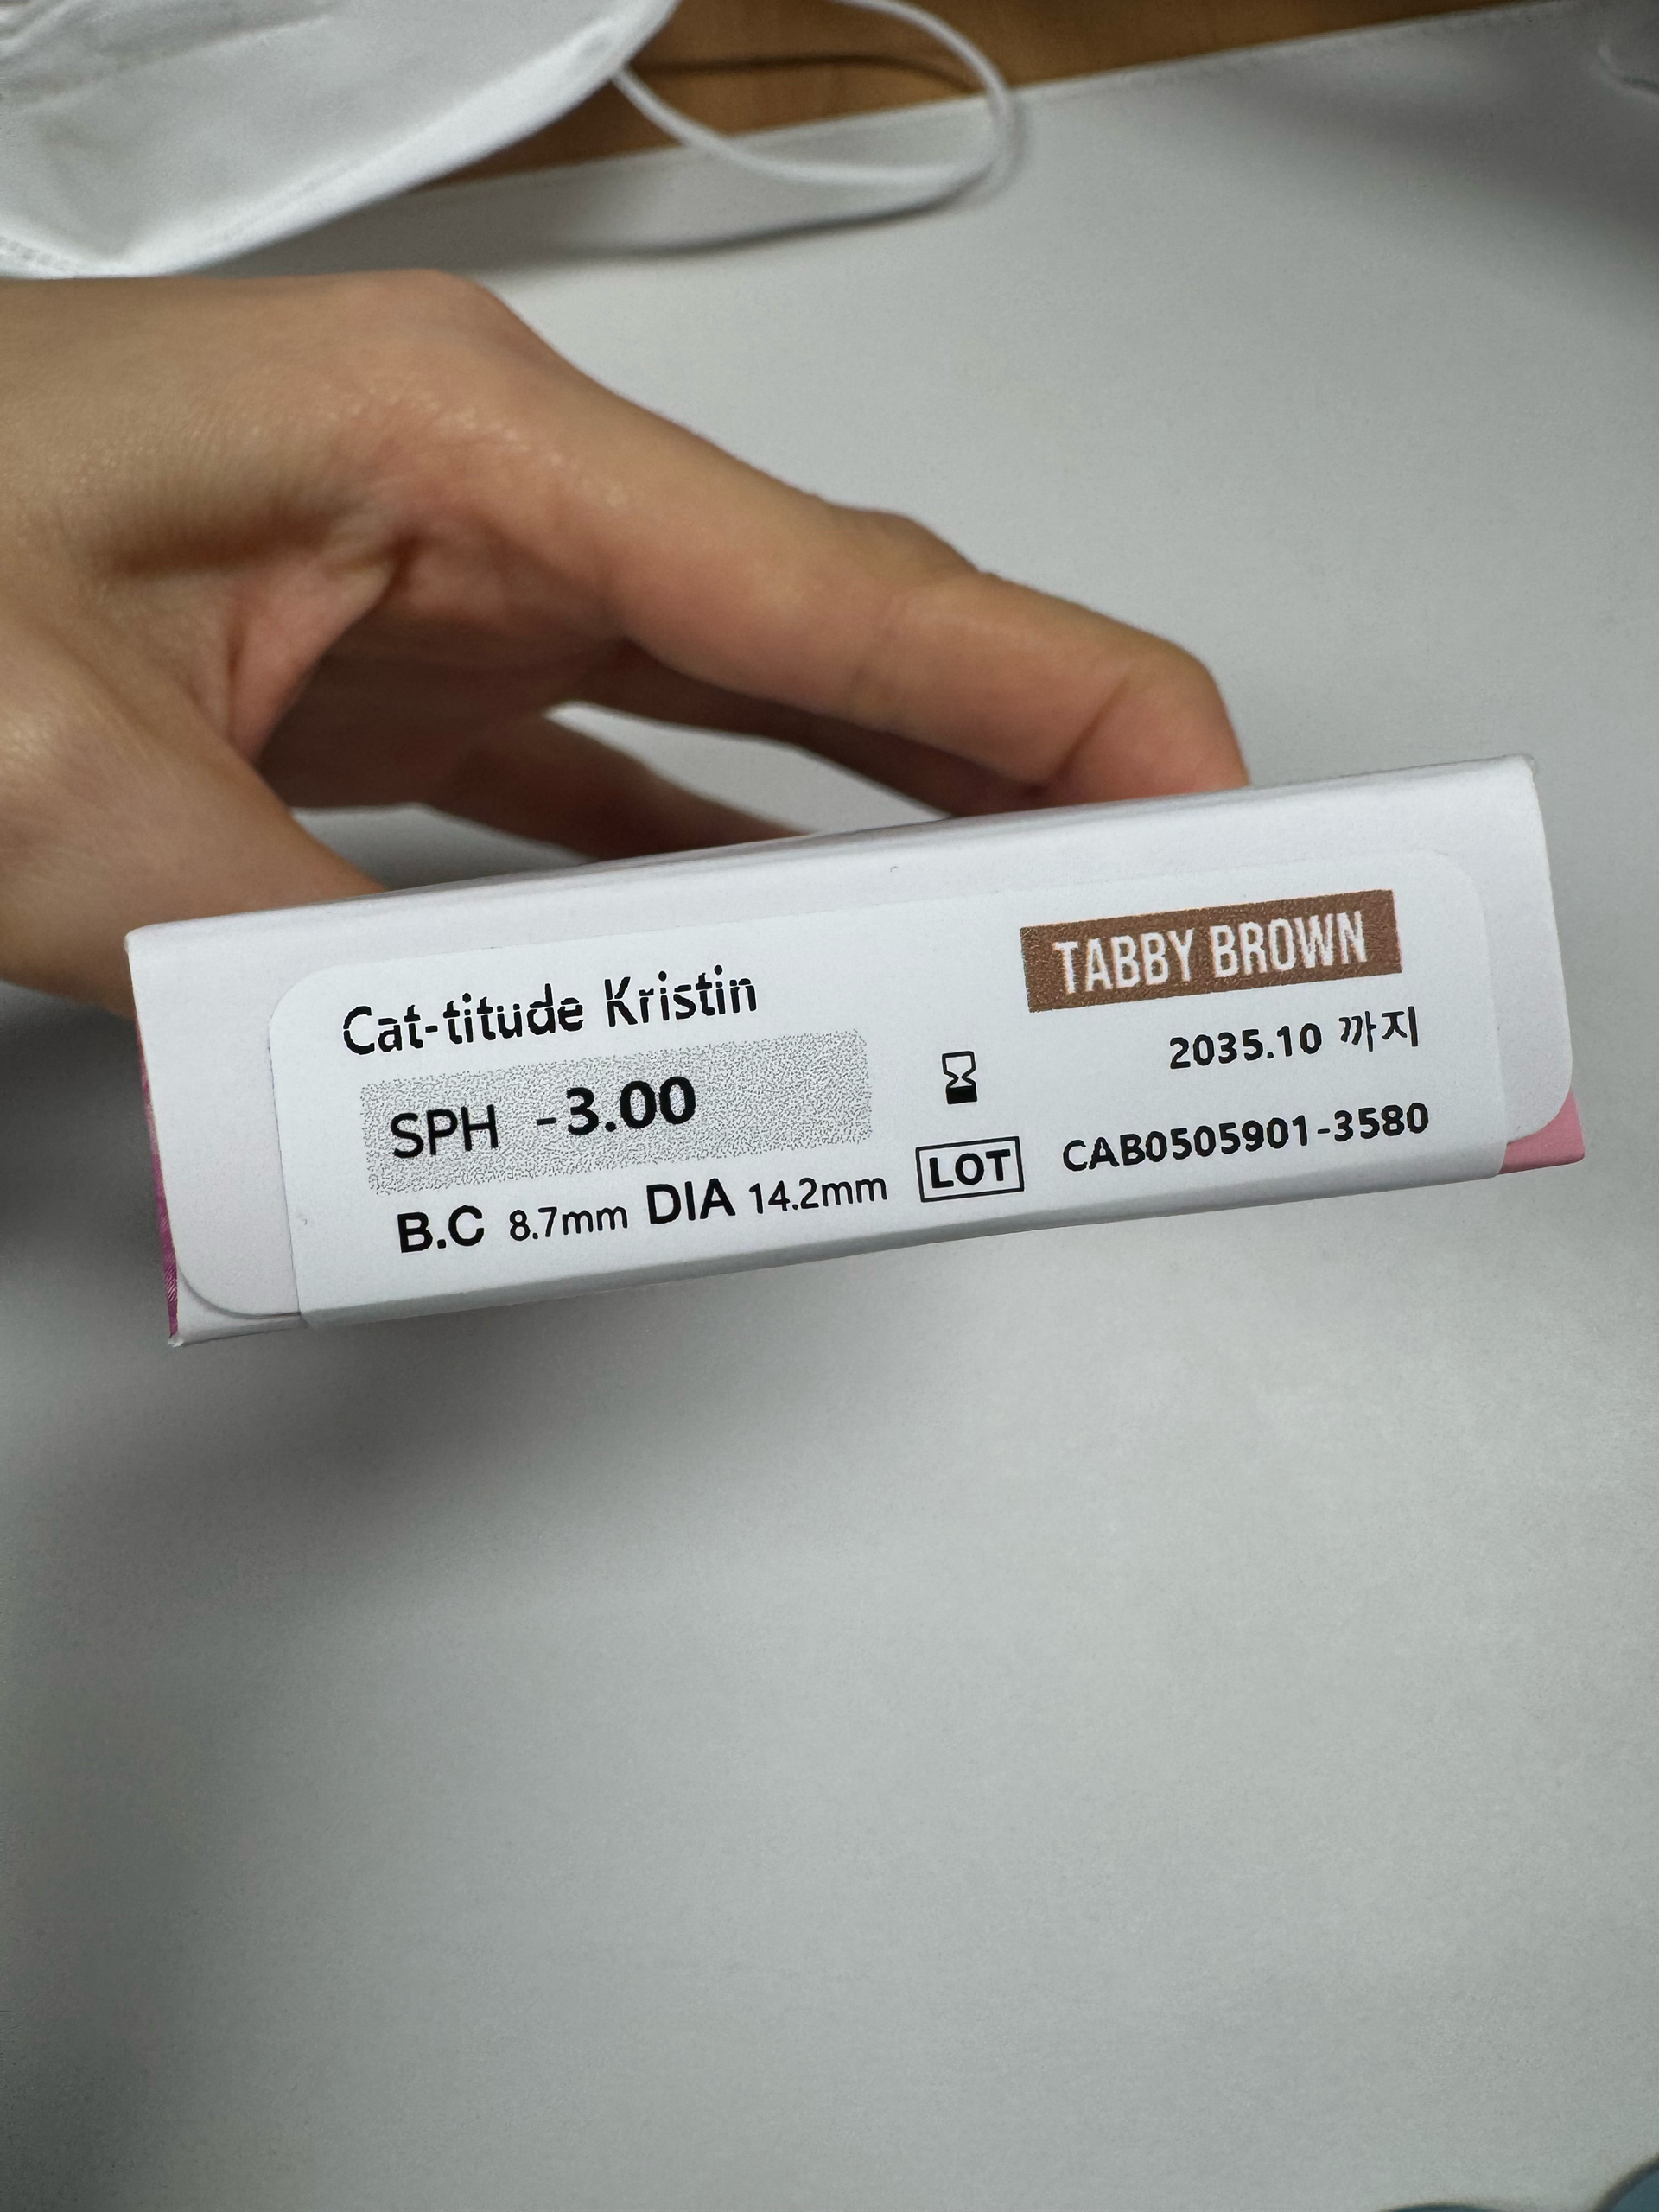 Cat-titude Kristin
SPH -3.00
B.C 8.7mm DIA 14.2mm
TABBY BROWN
2035.10 까지
LOT CAB0505901-3580